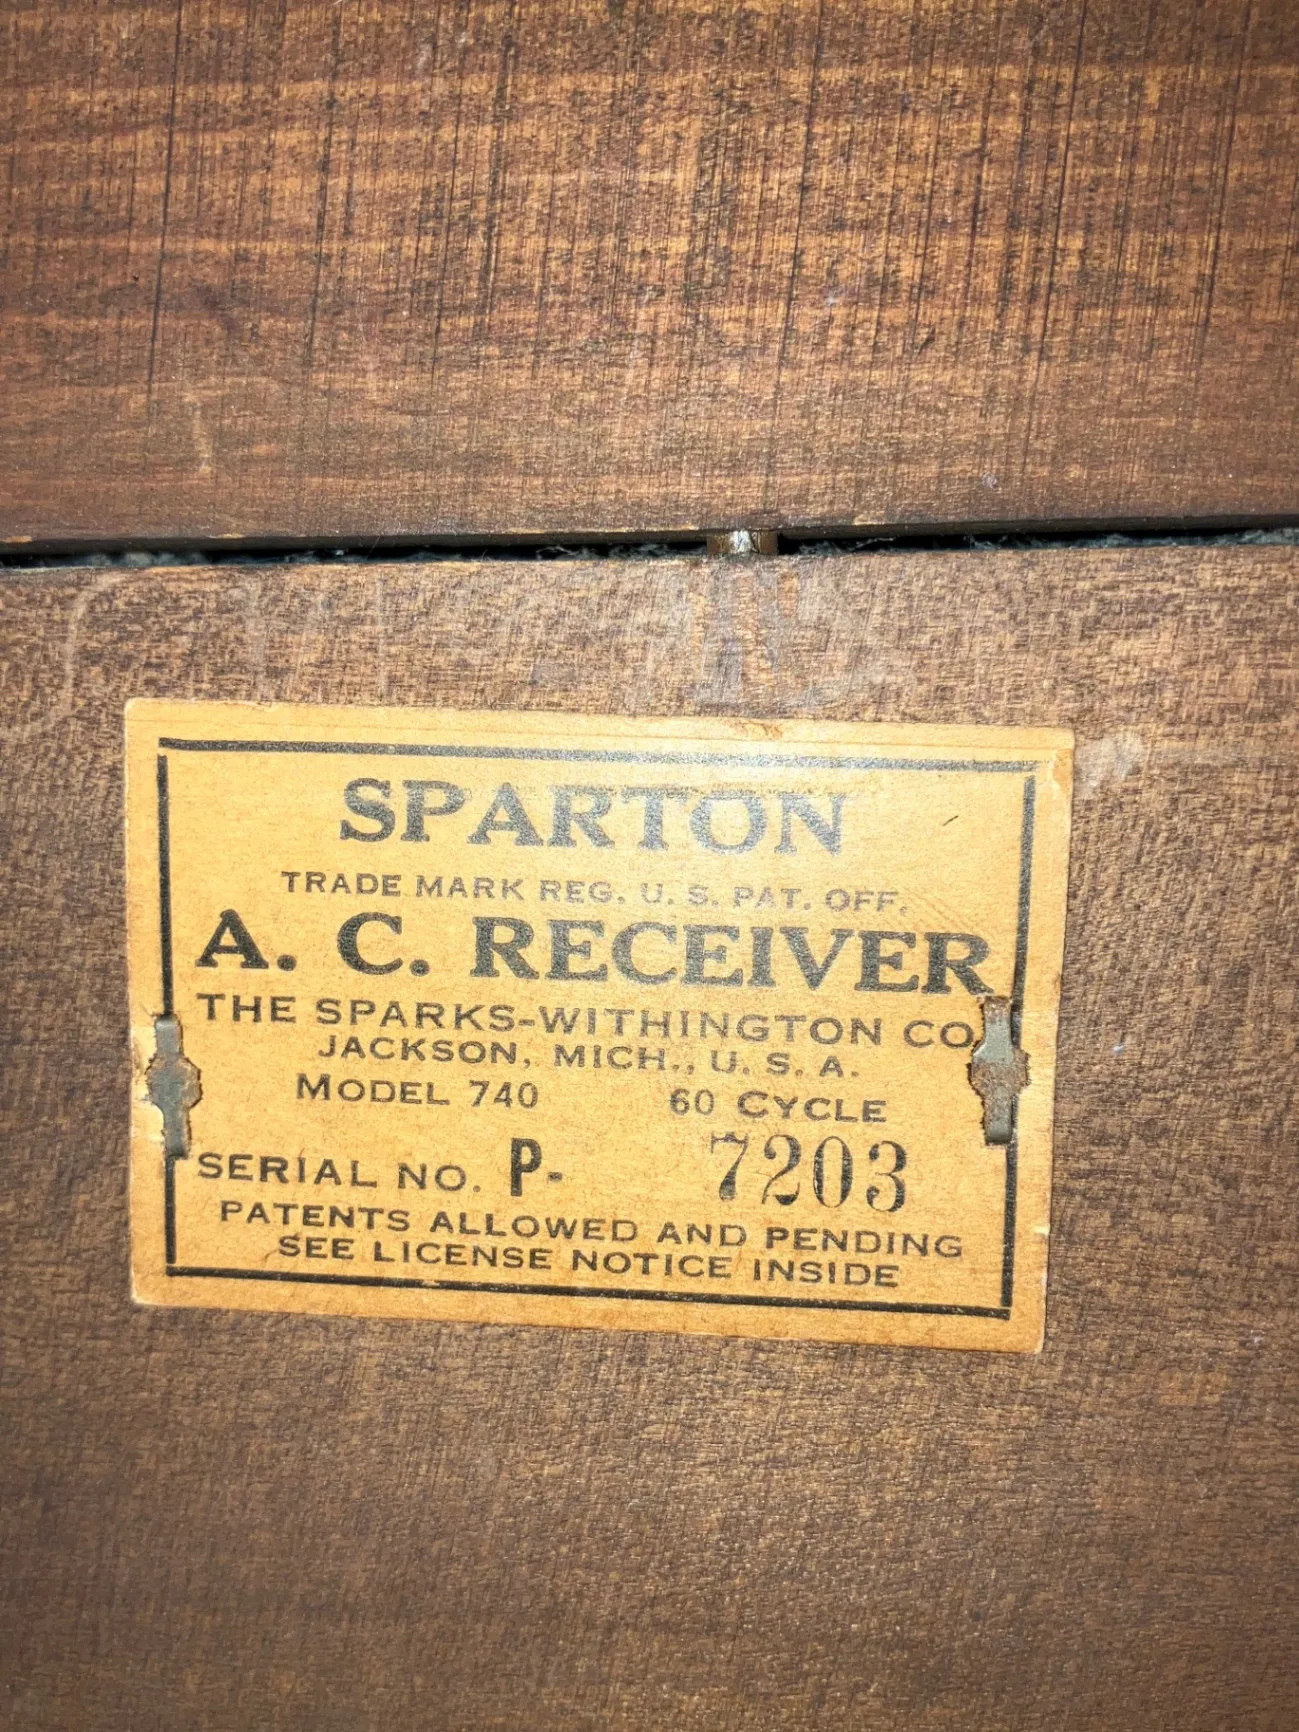 SPARTON
TRADE MARK REG. U. S. PAT. OFF.
A. C. RECEIVER
THE SPARKS-WITHINGTON CO.
JACKSON, MICH., U. S. A.
MODEL 740 60 CYCLE
SERIAL NO. P- 7203
PATENTS ALLOWED AND PENDING
SEE LICENSE NOTICE INSIDE